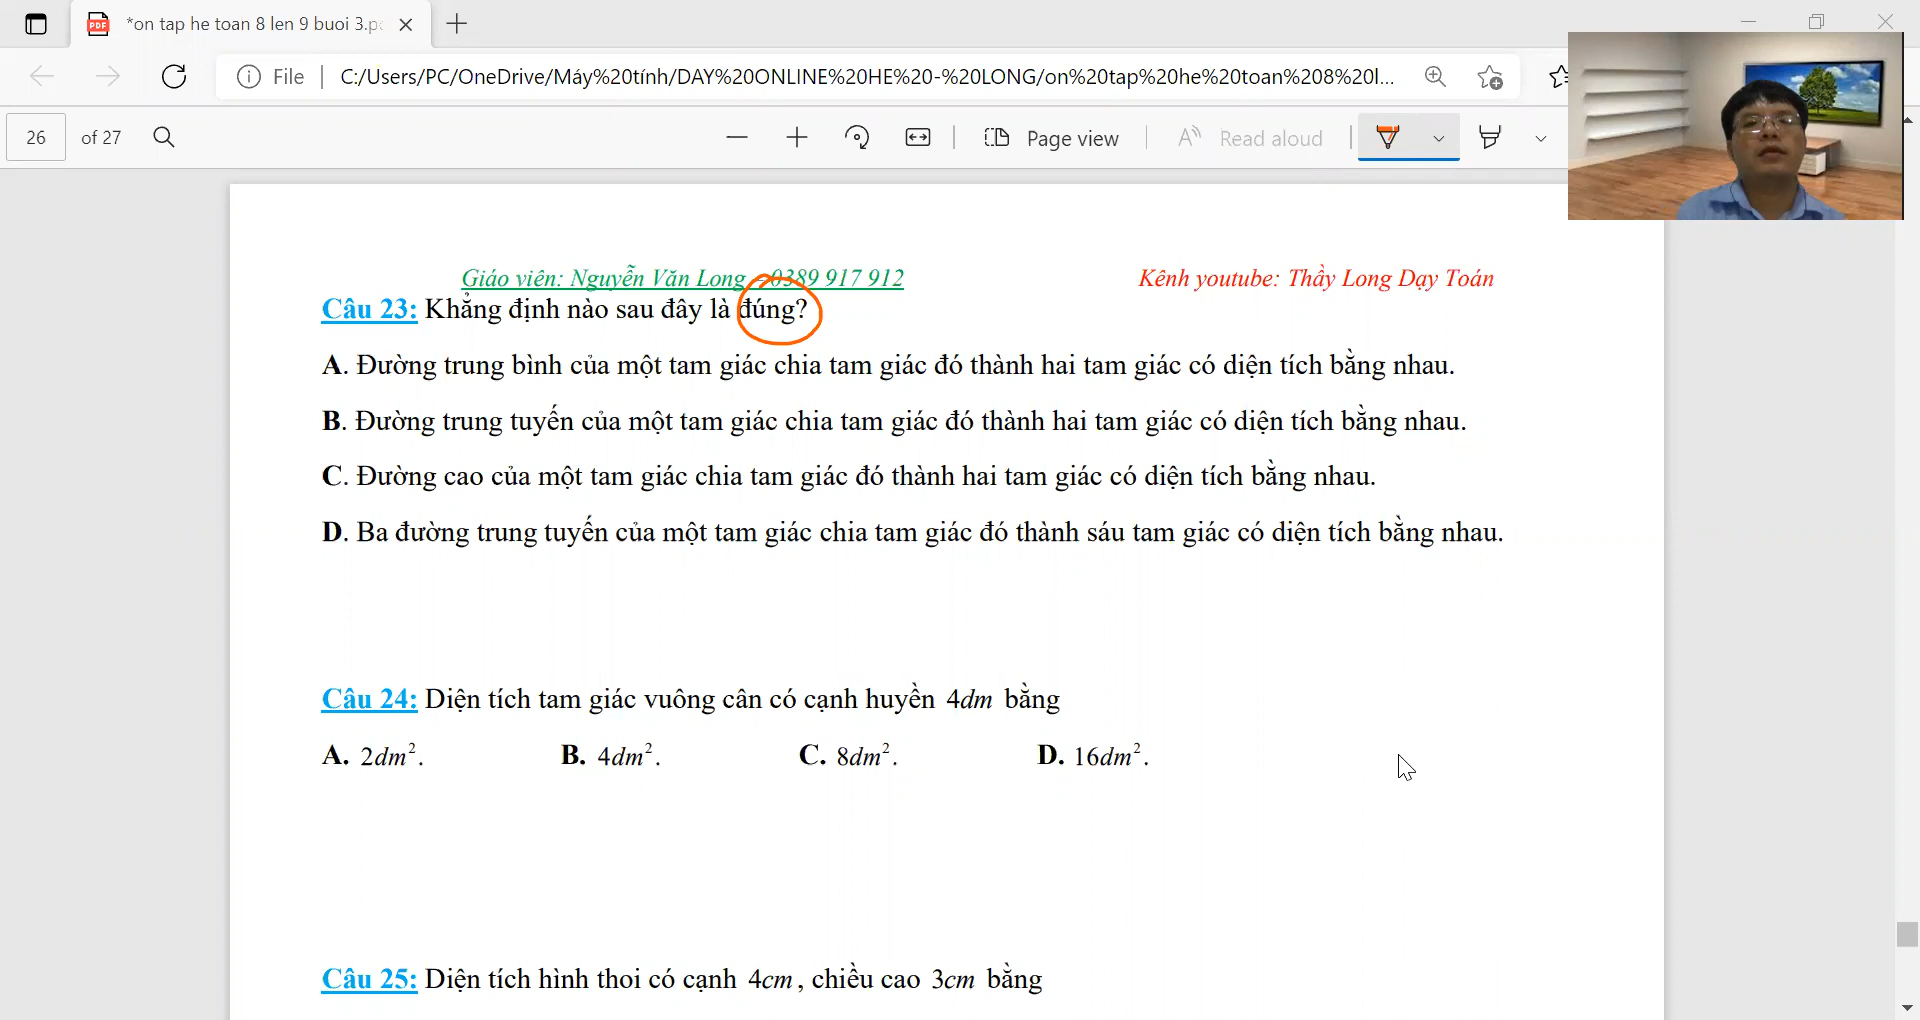 *on tap he toan 8 len 9 buoi 3.p
File
C:/Users/PC/OneDrive/Máy%20tính/DAY%20ONLINE%20HE%20-%20LONG/on%20tap%20he%20toan%208%20l...
26 of 27
Page view
Read aloud
Giáo viên: Nguyễn Văn Long – 0389 917 912
Kênh youtube: Thầy Long Dạy Toán
Câu 23: Khẳng định nào sau đây là đúng?
A. Đường trung bình của một tam giác chia tam giác đó thành hai tam giác có diện tích bằng nhau.
B. Đường trung tuyến của một tam giác chia tam giác đó thành hai tam giác có diện tích bằng nhau.
C. Đường cao của một tam giác chia tam giác đó thành hai tam giác có diện tích bằng nhau.
D. Ba đường trung tuyến của một tam giác chia tam giác đó thành sáu tam giác có diện tích bằng nhau.
Câu 24: Diện tích tam giác vuông cân có cạnh huyền 4dm bằng
A. 2dm². B. 4dm². C. 8dm². D. 16dm².
Câu 25: Diện tích hình thoi có cạnh 4cm, chiều cao 3cm bằng